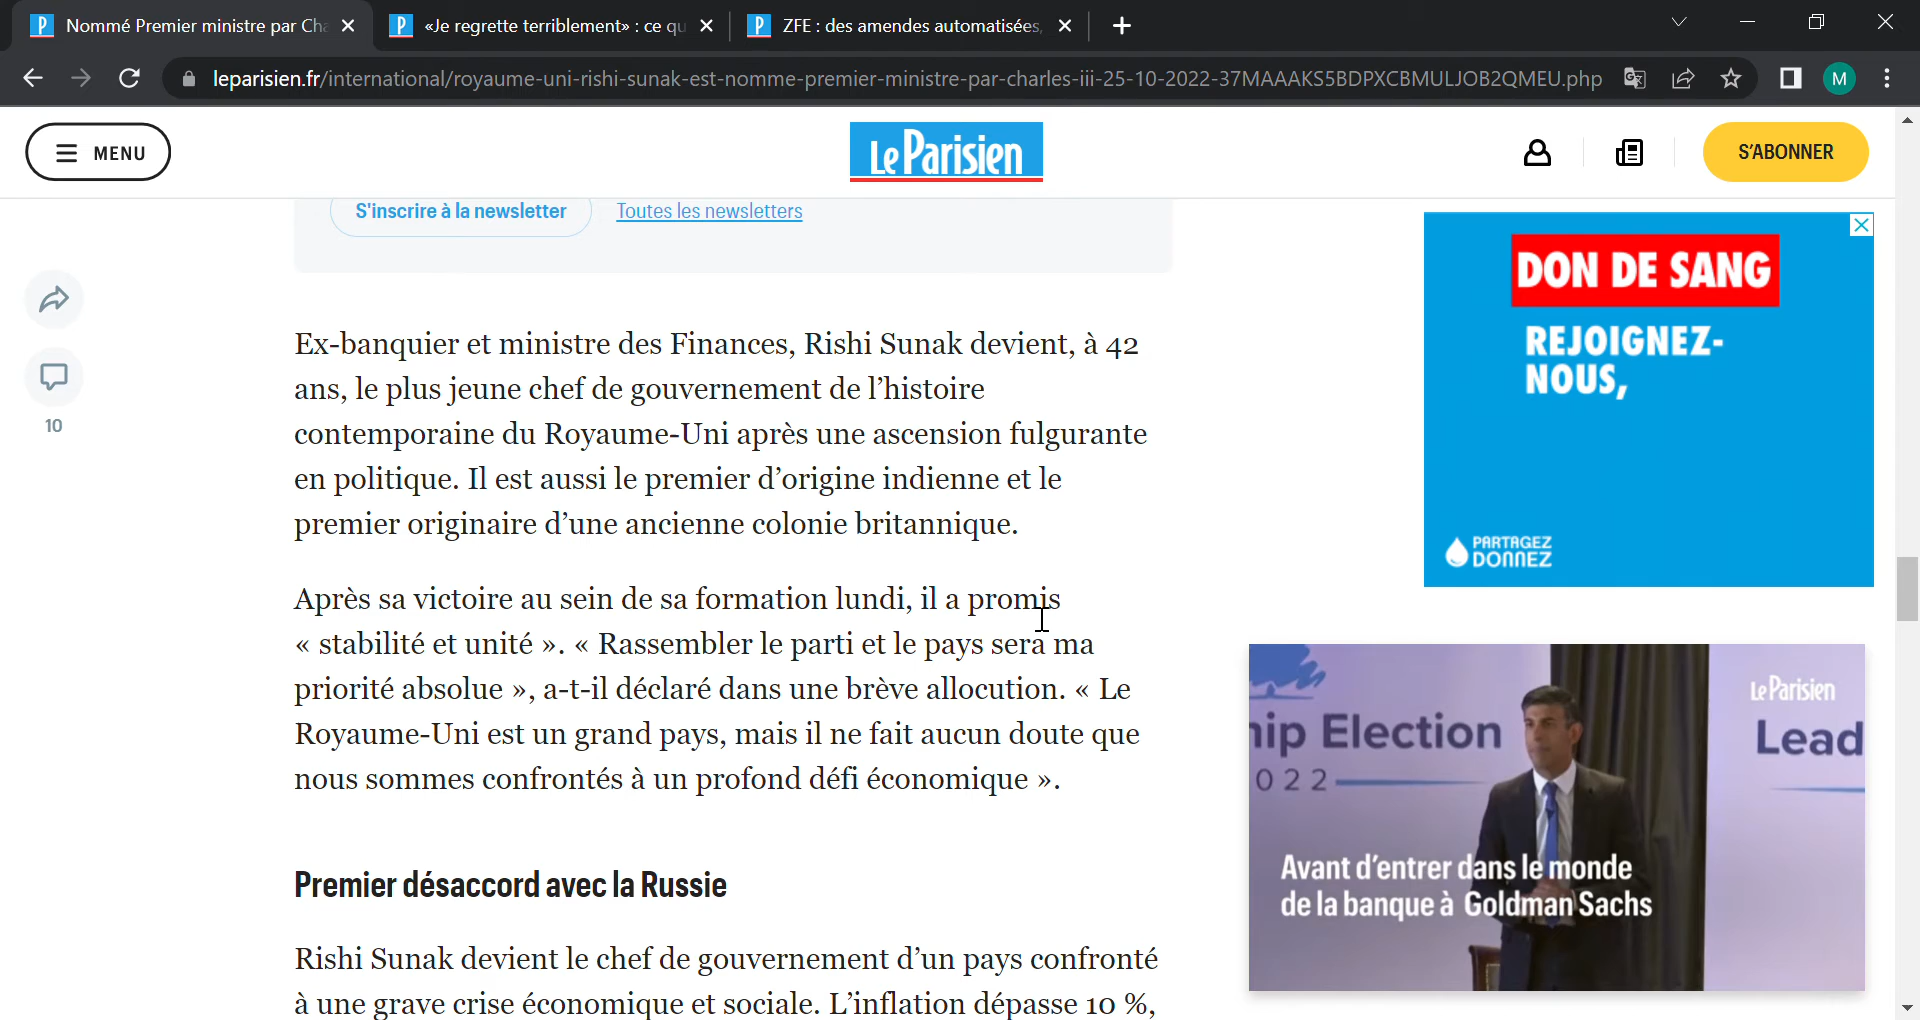 Nommé Premier ministre par Ch
«Je regrette terriblement» : ce qu
ZFE : des amendes automatisées,
leparisien.fr/international/royaume-uni-rishi-sunak-est-nomme-premier-ministre-par-charles-iii-25-10-2022-37MAAAKS5BDPXCBMULJOB2QMEU.php
M
MENU
Le Parisien
S'ABONNER
S'inscrire à la newsletter
Toutes les newsletters
10
Ex-banquier et ministre des Finances, Rishi Sunak devient, à 42
ans, le plus jeune chef de gouvernement de l’histoire
contemporaine du Royaume-Uni après une ascension fulgurante
en politique. Il est aussi le premier d’origine indienne et le
premier originaire d’une ancienne colonie britannique.
Après sa victoire au sein de sa formation lundi, il a promis
« stabilité et unité ». « Rassembler le parti et le pays sera ma
priorité absolue », a-t-il déclaré dans une brève allocution. « Le
Royaume-Uni est un grand pays, mais il ne fait aucun doute que
nous sommes confrontés à un profond défi économique ».
Premier désaccord avec la Russie
Rishi Sunak devient le chef de gouvernement d’un pays confronté
à une grave crise économique et sociale. L’inflation dépasse 10 %,
DON DE SANG
REJOIGNEZ-
NOUS,
PARTAGEZ
DONNEZ
Le Parisien
hip Election
Lead
022
Avant d’entrer dans le monde
de la banque à Goldman Sachs